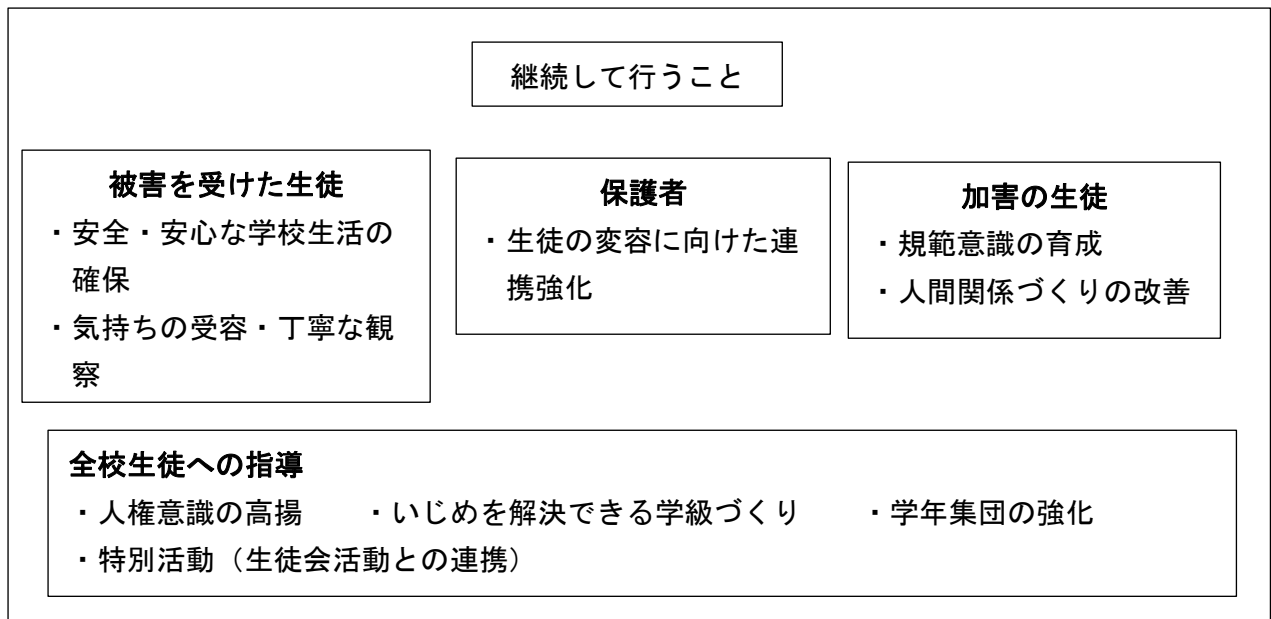 継続して行うこと
被害を受けた生徒
・安全・安心な学校生活の
確保
・気持ちの受容・丁寧な観
察
保護者
・生徒の変容に向けた連
携強化
加害の生徒
・規範意識の育成
・人間関係づくりの改善
全校生徒への指導
・人権意識の高揚　　・いじめを解決できる学級づくり　　・学年集団の強化
・特別活動（生徒会活動との連携）